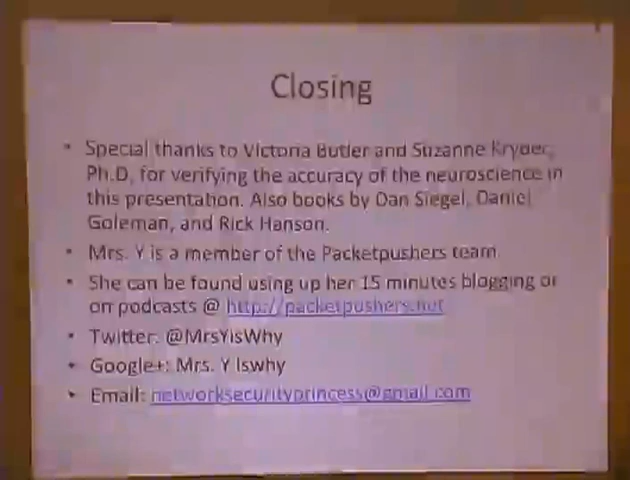 Closing
• Special thanks to Victoria Butler and Suzanne Kryder,
Ph.D, for verifying the accuracy of the neuroscience in
this presentation. Also books by Dan Siegel, Daniel
Goleman, and Rick Hanson.
• Mrs. Y is a member of the Packetpushers team.
• She can be found using up her 15 minutes blogging or
on podcasts @ http://packetpushers.net
• Twitter: @MrsYisWhy
• Google+: Mrs. Y Iswhy
• Email: networksecurityprincess@gmail.com